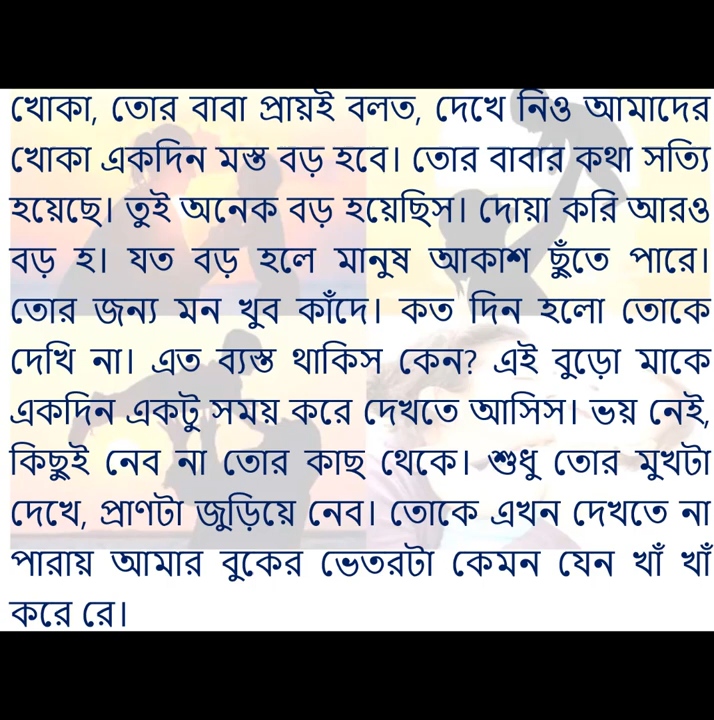 খোকা, তোর বাবা প্রায়ই বলত, দেখে নিও আমাদের
খোকা একদিন মস্ত বড় হবে। তোর বাবার কথা সত্যি
হয়েছে। তুই অনেক বড় হয়েছিস। দোয়া করি আরও
বড় হ। যত বড় হলে মানুষ আকাশ ছুঁতে পারে।
তোর জন্য মন খুব কাঁদে। কত দিন হলো তোকে
দেখি না। এত ব্যস্ত থাকিস কেন? এই বুড়ো মাকে
একদিন একটু সময় করে দেখতে আসিস। ভয় নেই,
কিছুই নেব না তোর কাছ থেকে। শুধু তোর মুখটা
দেখে, প্রাণটা জুড়িয়ে নেব। তোকে এখন দেখতে না
পারায় আমার বুকের ভেতরটা কেমন যেন খাঁ খাঁ
করে রে।